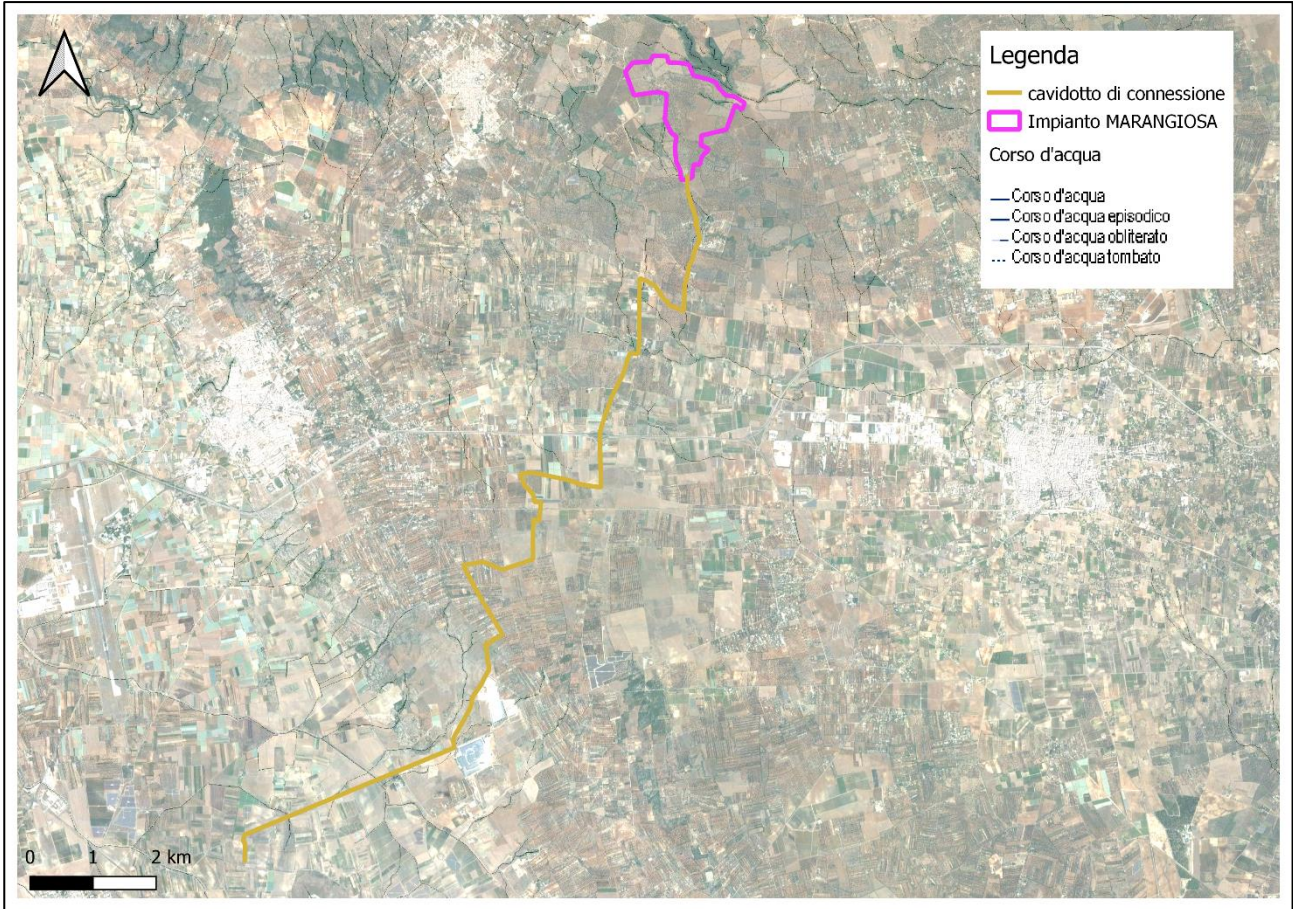 Legenda
cavidotto di connessione
Impianto MARANGIOSA
Corso d'acqua
Corso d'acqua
Corso d'acqua episodico
Corso d'acqua obliterato
Corso d'acqua tombato
0 1 2 km